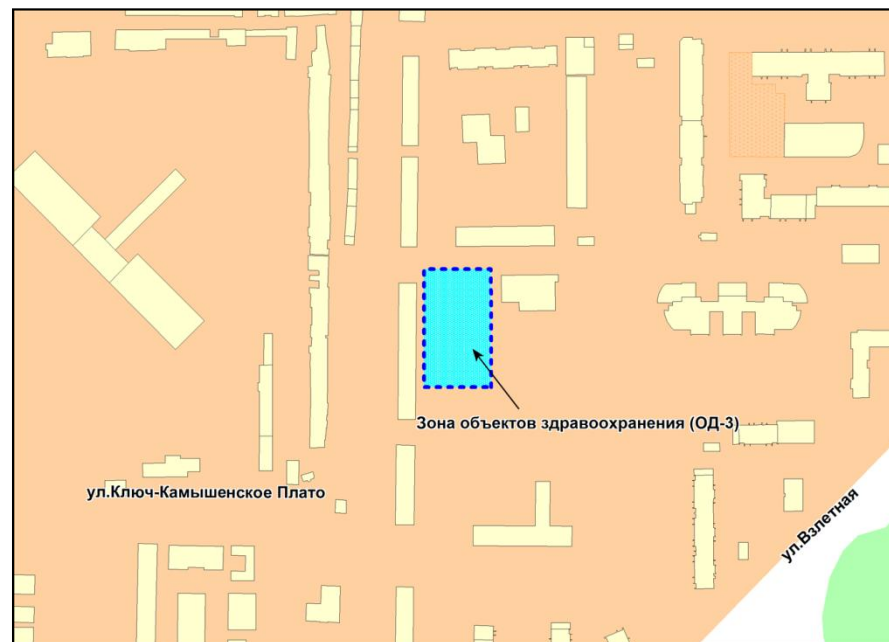 Зона объектов здравоохранения (ОД-3)
ул.Ключ-Камышенское Плато
ул.Взлетная